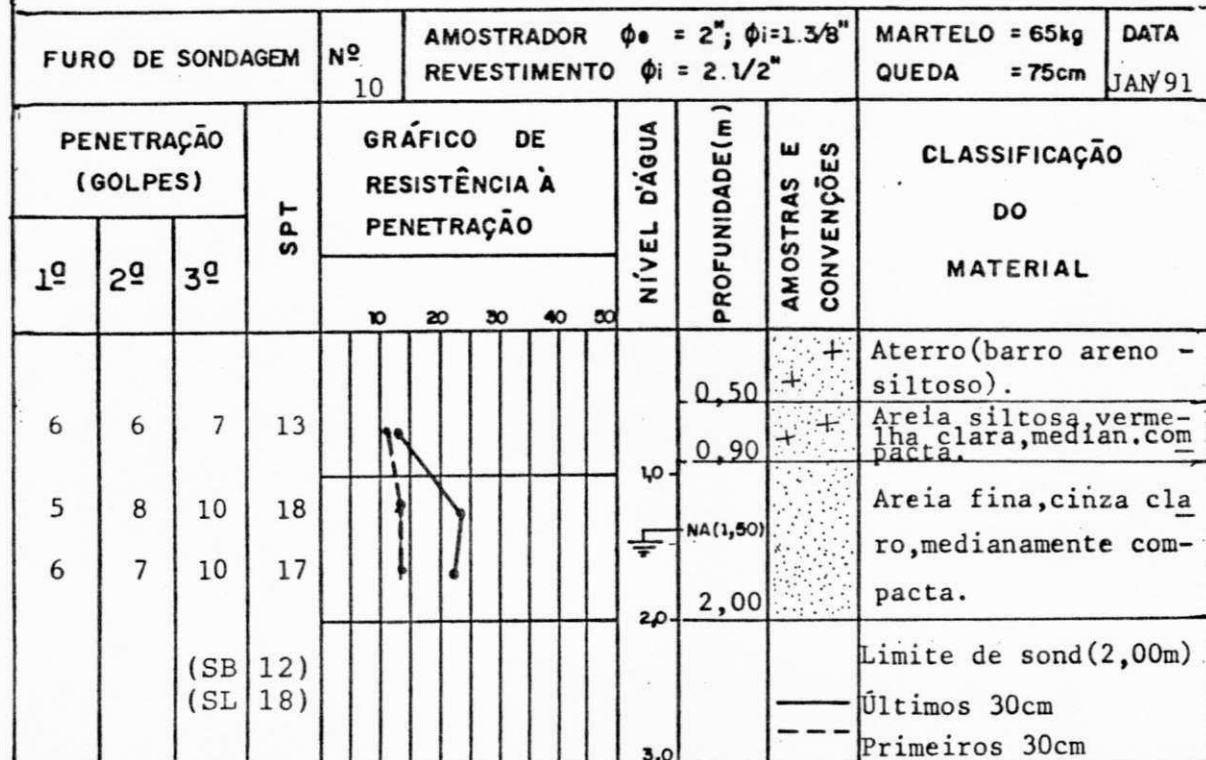 FURO DE SONDAGEM
Nº 10
AMOSTRADOR ϕe = 2"; ϕi=1.3/8"
REVESTIMENTO ϕi = 2.1/2"
MARTELO = 65kg
QUEDA = 75cm
DATA
JAN/91
PENETRAÇÃO
(GOLPES)
1ª 2ª 3ª
SPT
GRÁFICO DE
RESISTÊNCIA À
PENETRAÇÃO
10 20 30 40 50
NÍVEL D'ÁGUA
PROFUNIDADE(m)
AMOSTRAS E
CONVENÇÕES
CLASSIFICAÇÃO
DO
MATERIAL
0,50
Aterro(barro areno -
siltoso).
6 6 7 13
0,90
Areia siltosa,verme-
lha clara,median.com
pacta.
1,0
5 8 10 18
NA(1,50)
Areia fina,cinza cla
ro,medianamente com-
pacta.
6 7 10 17
2,00
2,0
(SB 12)
(SL 18)
Limite de sond(2,00m)
Últimos 30cm
Primeiros 30cm
3,0